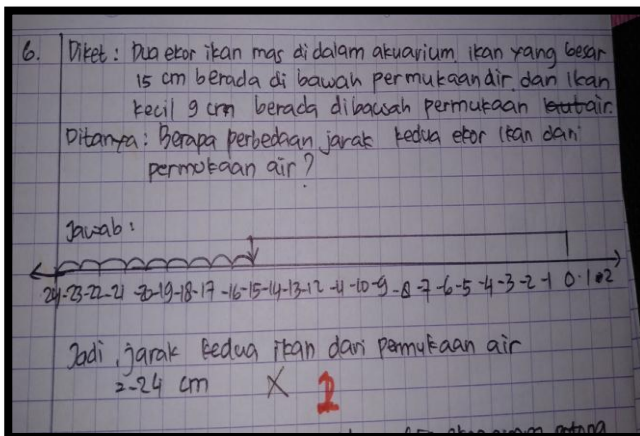 6. Diket : Dua ekor ikan mas di dalam akuarium, ikan yang besar
15 cm berada di bawah permukaan air, dan ikan
kecil 9 cm berada dibawah permukaan laut air.
Ditanya : Berapa perbedaan jarak kedua ekor ikan dari
permukaan air?
Jawab :
24 -23 -22 -21 -20 -19 -18 -17 -16 -15 -14 -13 -12 -11 -10 -9 -8 -7 -6 -5 -4 -3 -2 -1 0 1 2
Jadi, jarak kedua ikan dari permukaan air
= -24 cm X 1